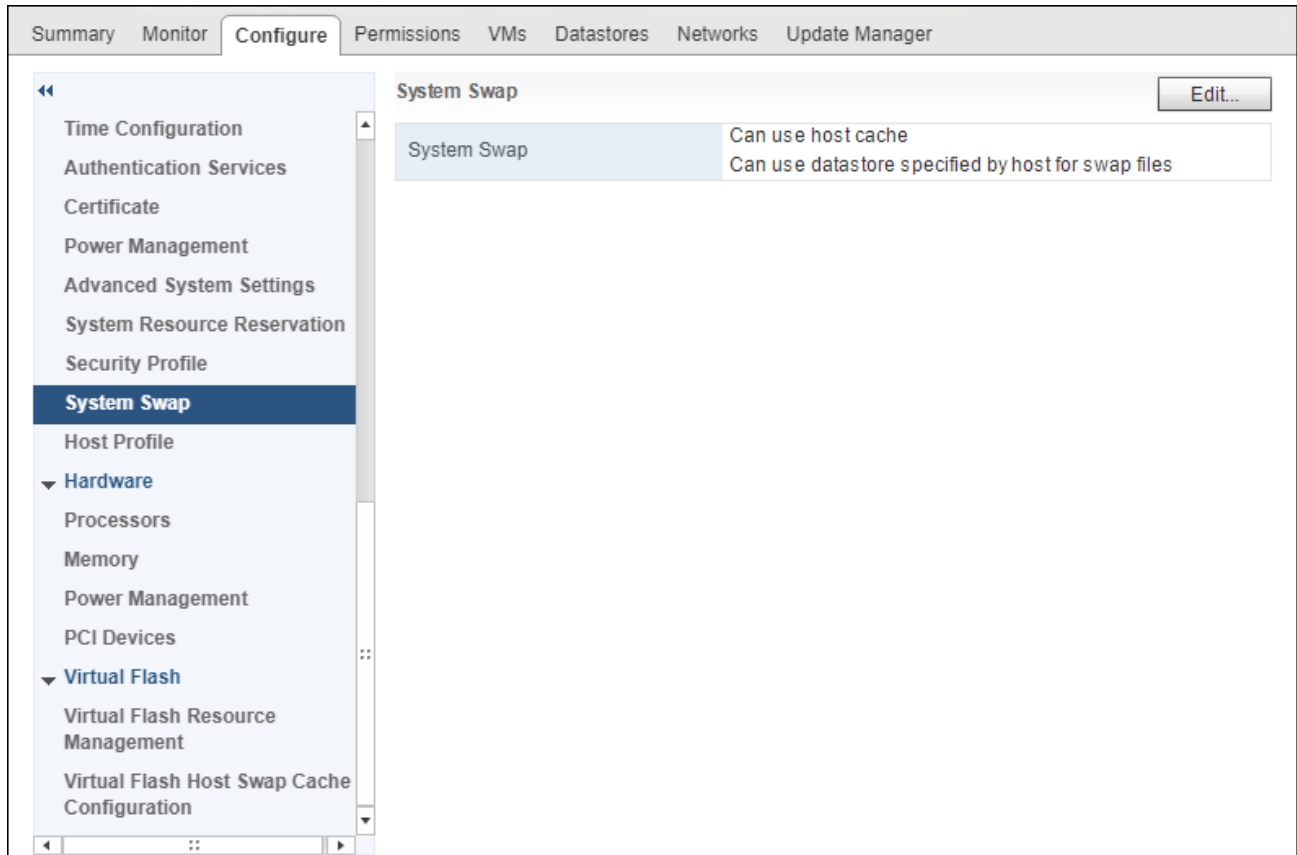 Summary Monitor Configure Permissions VMs Datastores Networks Update Manager
System Swap
Edit...
Time Configuration
Authentication Services
Certificate
Power Management
Advanced System Settings
System Resource Reservation
Security Profile
System Swap
Host Profile
Hardware
Processors
Memory
Power Management
PCI Devices
Virtual Flash
Virtual Flash Resource
Management
Virtual Flash Host Swap Cache
Configuration
System Swap
Can use host cache
Can use datastore specified by host for swap files